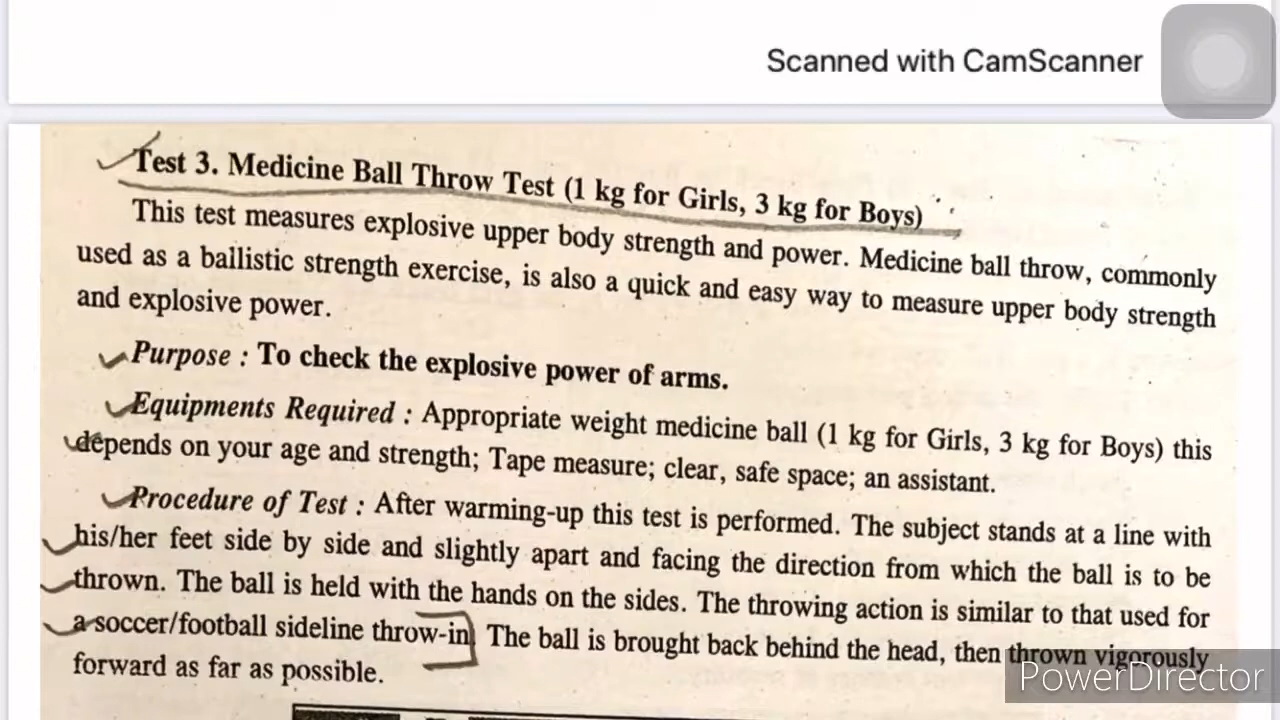 Scanned with CamScanner
Test 3. Medicine Ball Throw Test (1 kg for Girls, 3 kg for Boys)
This test measures explosive upper body strength and power. Medicine ball throw, commonly
used as a ballistic strength exercise, is also a quick and easy way to measure upper body strength
and explosive power.
Purpose : To check the explosive power of arms.
Equipments Required : Appropriate weight medicine ball (1 kg for Girls, 3 kg for Boys) this
depends on your age and strength; Tape measure; clear, safe space; an assistant.
Procedure of Test : After warming-up this test is performed. The subject stands at a line with
his/her feet side by side and slightly apart and facing the direction from which the ball is to be
thrown. The ball is held with the hands on the sides. The throwing action is similar to that used for
a soccer/football sideline throw-in. The ball is brought back behind the head, then thrown vigorously
forward as far as possible.
PowerDirector